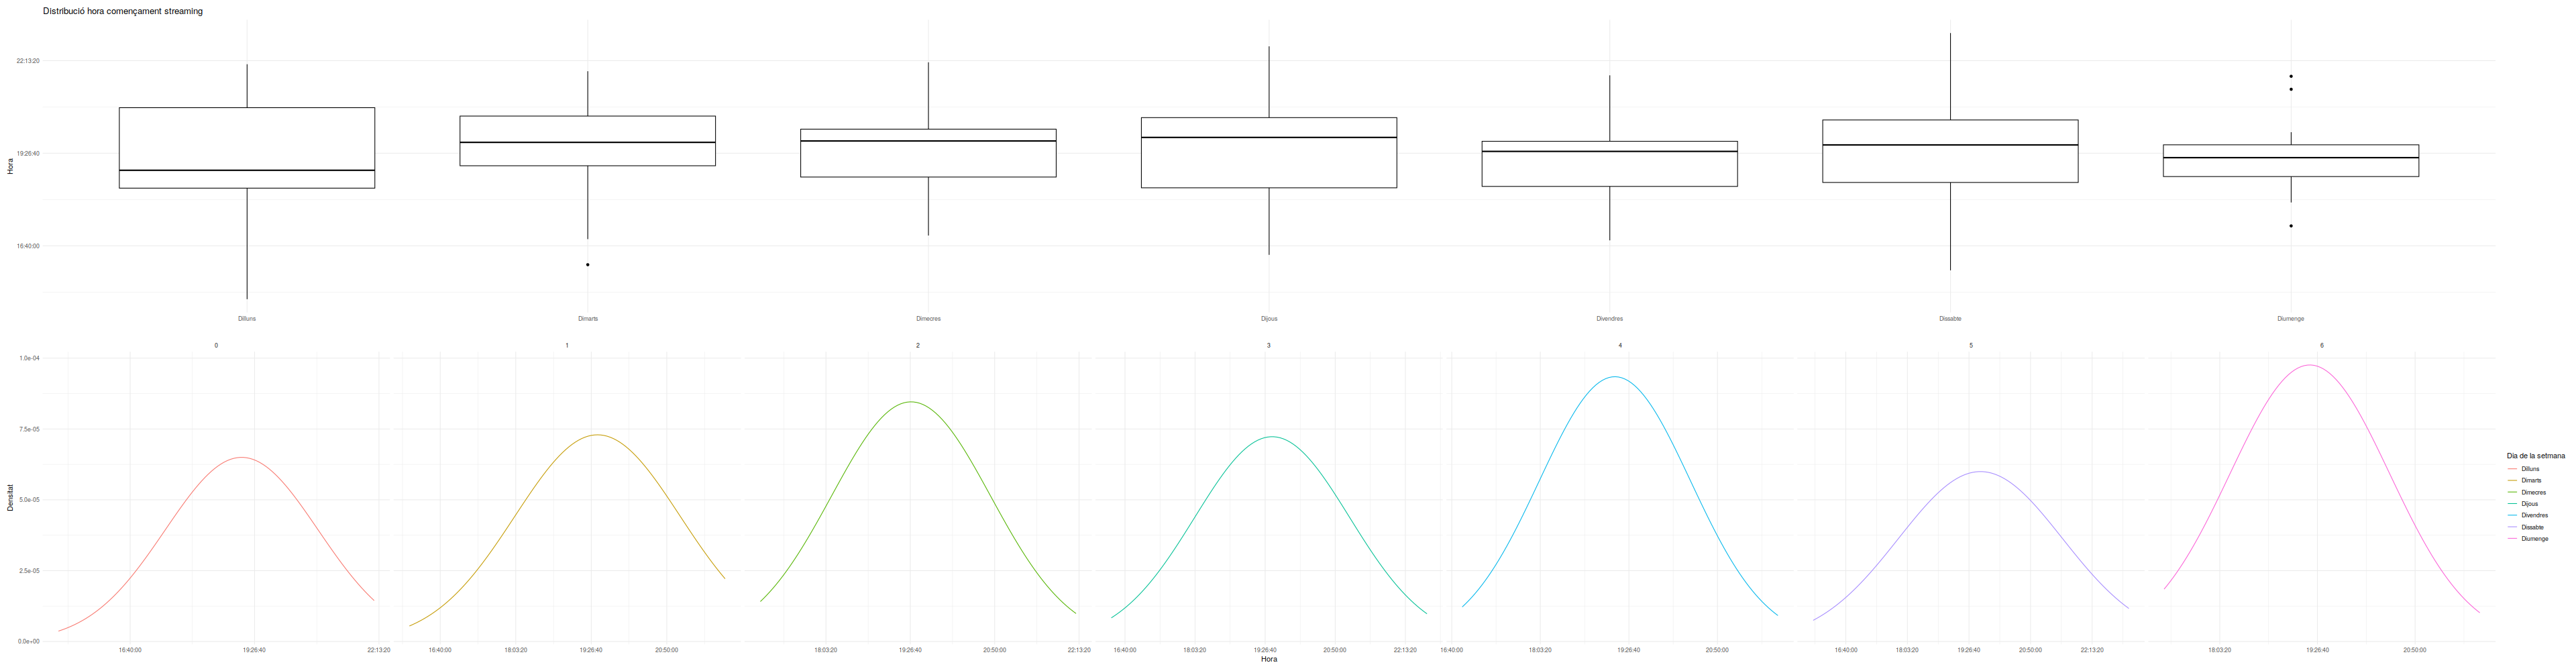 Distribució hora començament streaming
Hora
22:13:20
19:26:40
16:40:00
Dilluns Dimarts Dimecres Dijous Divendres Dissabte Diumenge
0 1 2 3 4 5 6
Densitat
1.0e-04
7.5e-05
5.0e-05
2.5e-05
0.0e+00
16:40:00 19:26:40 22:13:20 16:40:00 18:03:20 19:26:40 20:50:00 18:03:20 19:26:40 20:50:00 22:13:20 16:40:00 18:03:20 19:26:40 20:50:00 22:13:20 16:40:00 18:03:20 19:26:40 20:50:00 16:40:00 18:03:20 19:26:40 20:50:00 22:13:20 18:03:20 19:26:40 20:50:00
Hora
Dia de la setmana
Dilluns
Dimarts
Dimecres
Dijous
Divendres
Dissabte
Diumenge